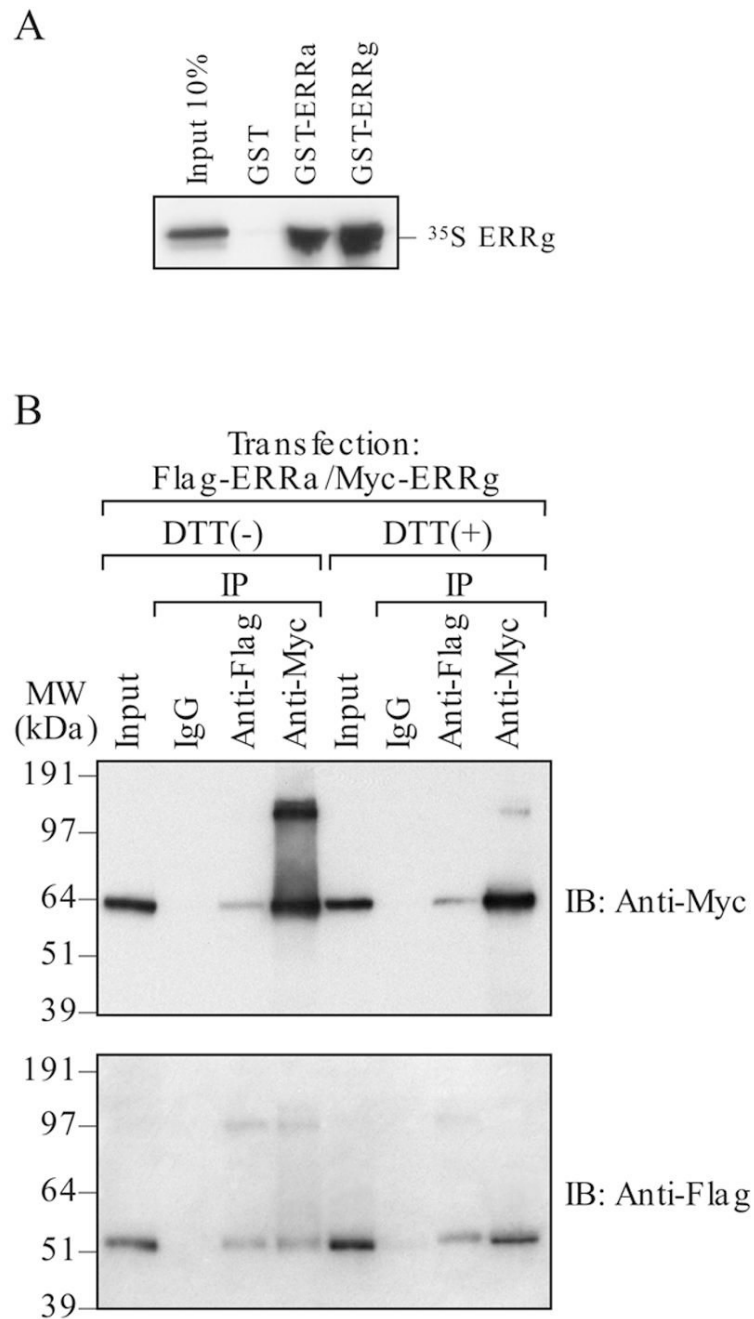 A
Input 10%
GST
GST-ERRa
GST-ERRg
35S ERRg
B
Transfection:
Flag-ERRa/Myc-ERRg
DTT(-) DTT(+)
IP IP
MW
(kDa)
Input
IgG
Anti-Flag
Anti-Myc
Input
IgG
Anti-Flag
Anti-Myc
191
97
64
51
39
IB: Anti-Myc
191
97
64
51
39
IB: Anti-Flag